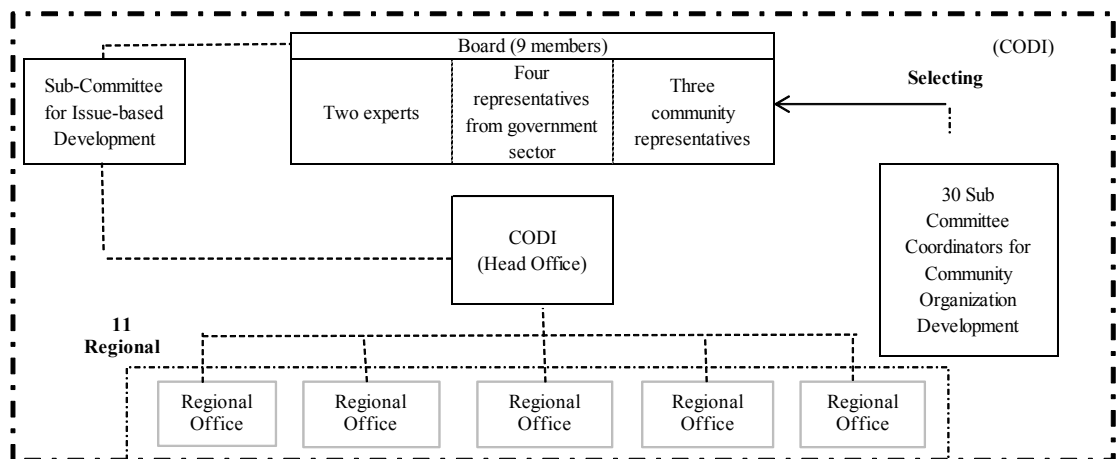 Board (9 members)
(CODI)
Sub-Committee
for Issue-based
Development
Two experts
Four
representatives
from government
sector
Three
community
representatives
Selecting
30 Sub
Committee
Coordinators for
Community
Organization
Development
CODI
(Head Office)
11
Regional
Regional
Office
Regional
Office
Regional
Office
Regional
Office
Regional
Office